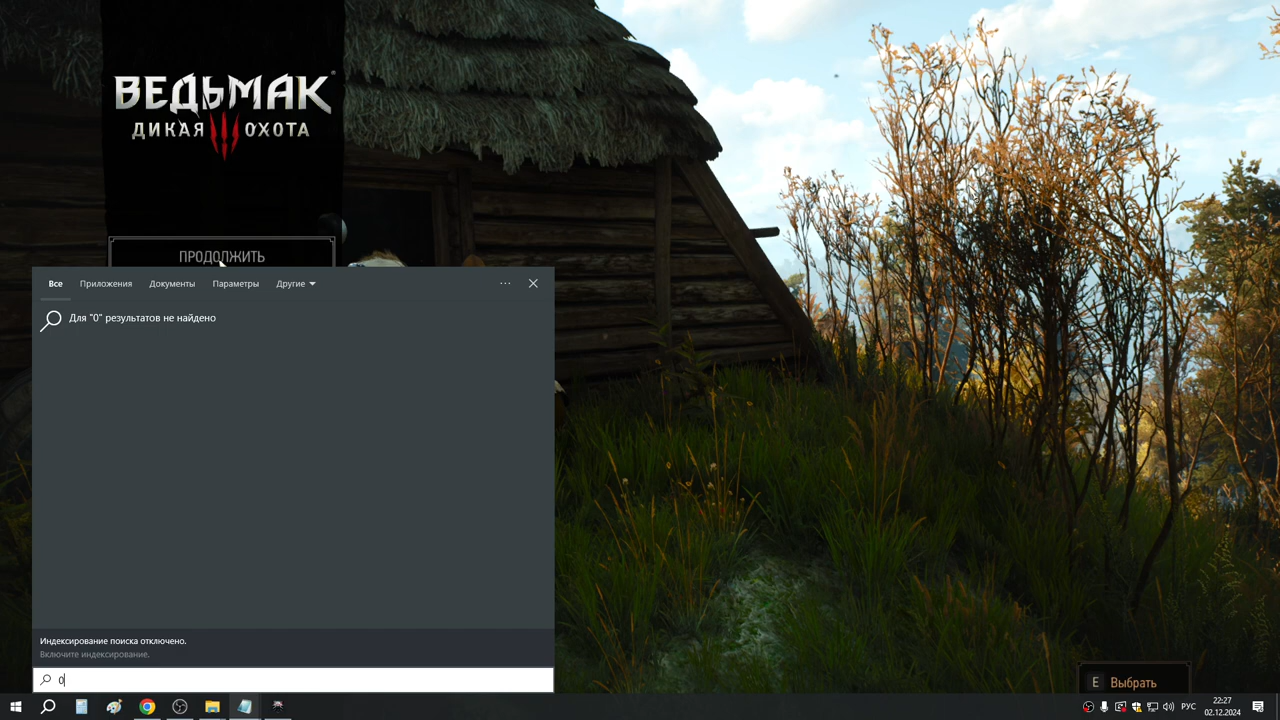 ВЕДЬМАК
ДИКАЯ ОХОТА
ПРОДОЛЖИТЬ
Все Приложения Документы Параметры Другие
Для "0" результатов не найдено
Индексирование поиска отключено.
Включите индексирование.
0
E Выбрать
РУС
22:27
02.12.2024